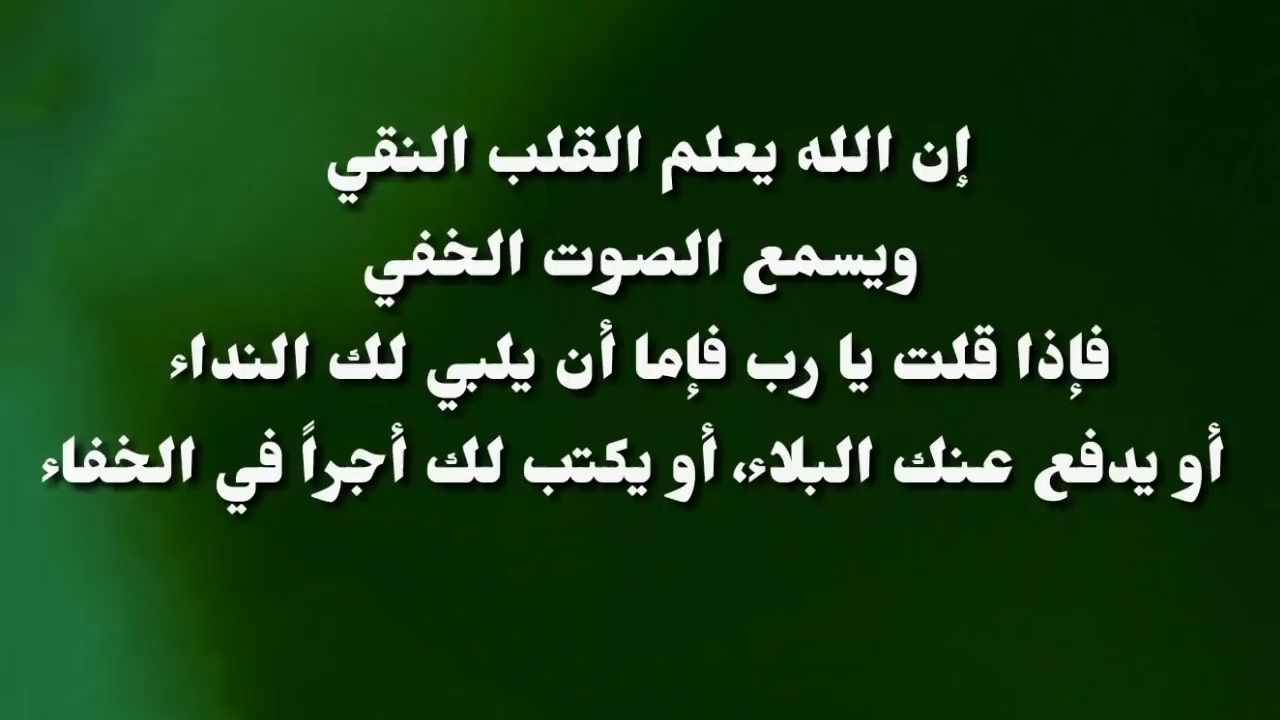 إن الله يعلم القلب النقي
ويسمع الصوت الخفي
فإذا قلت يا رب فإما أن يلبي لك النداء
أو يدفع عنك البلاء، أو يكتب لك أجراً في الخفاء